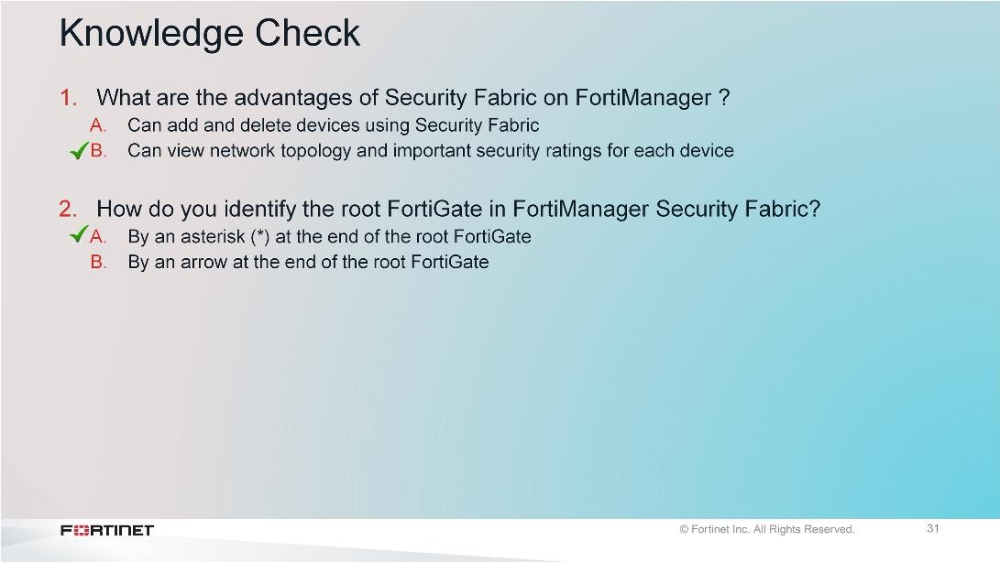 Knowledge Check
1. What are the advantages of Security Fabric on FortiManager ?
A. Can add and delete devices using Security Fabric
B. Can view network topology and important security ratings for each device
2. How do you identify the root FortiGate in FortiManager Security Fabric?
A. By an asterisk (*) at the end of the root FortiGate
B. By an arrow at the end of the root FortiGate
FORTINET
© Fortinet Inc. All Rights Reserved.
31